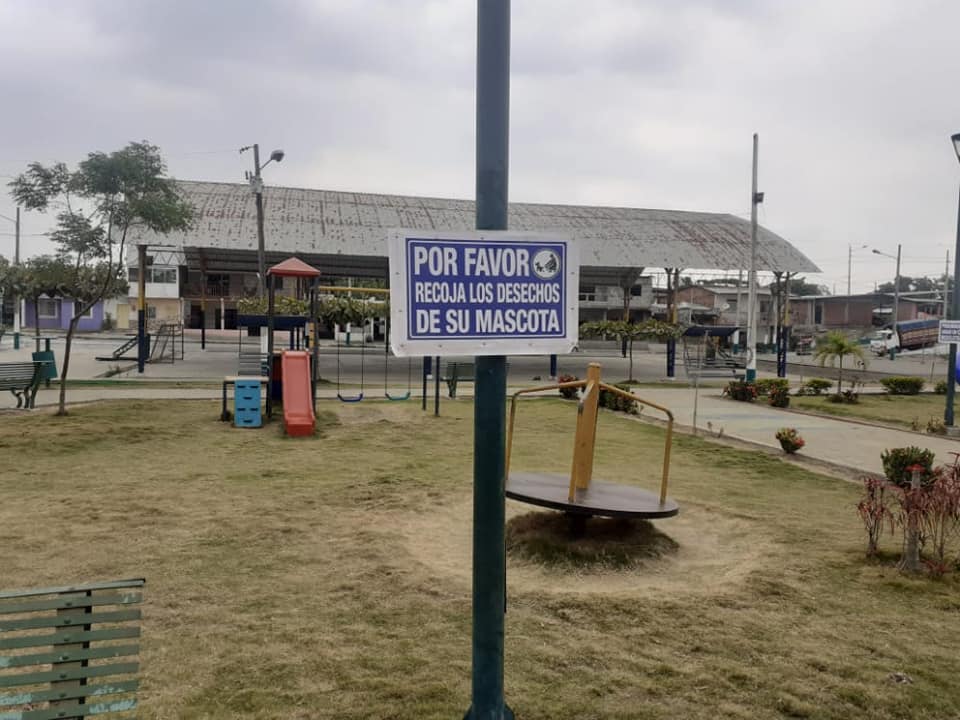 POR FAVOR
RECOJA LOS DESECHOS
DE SU MASCOTA